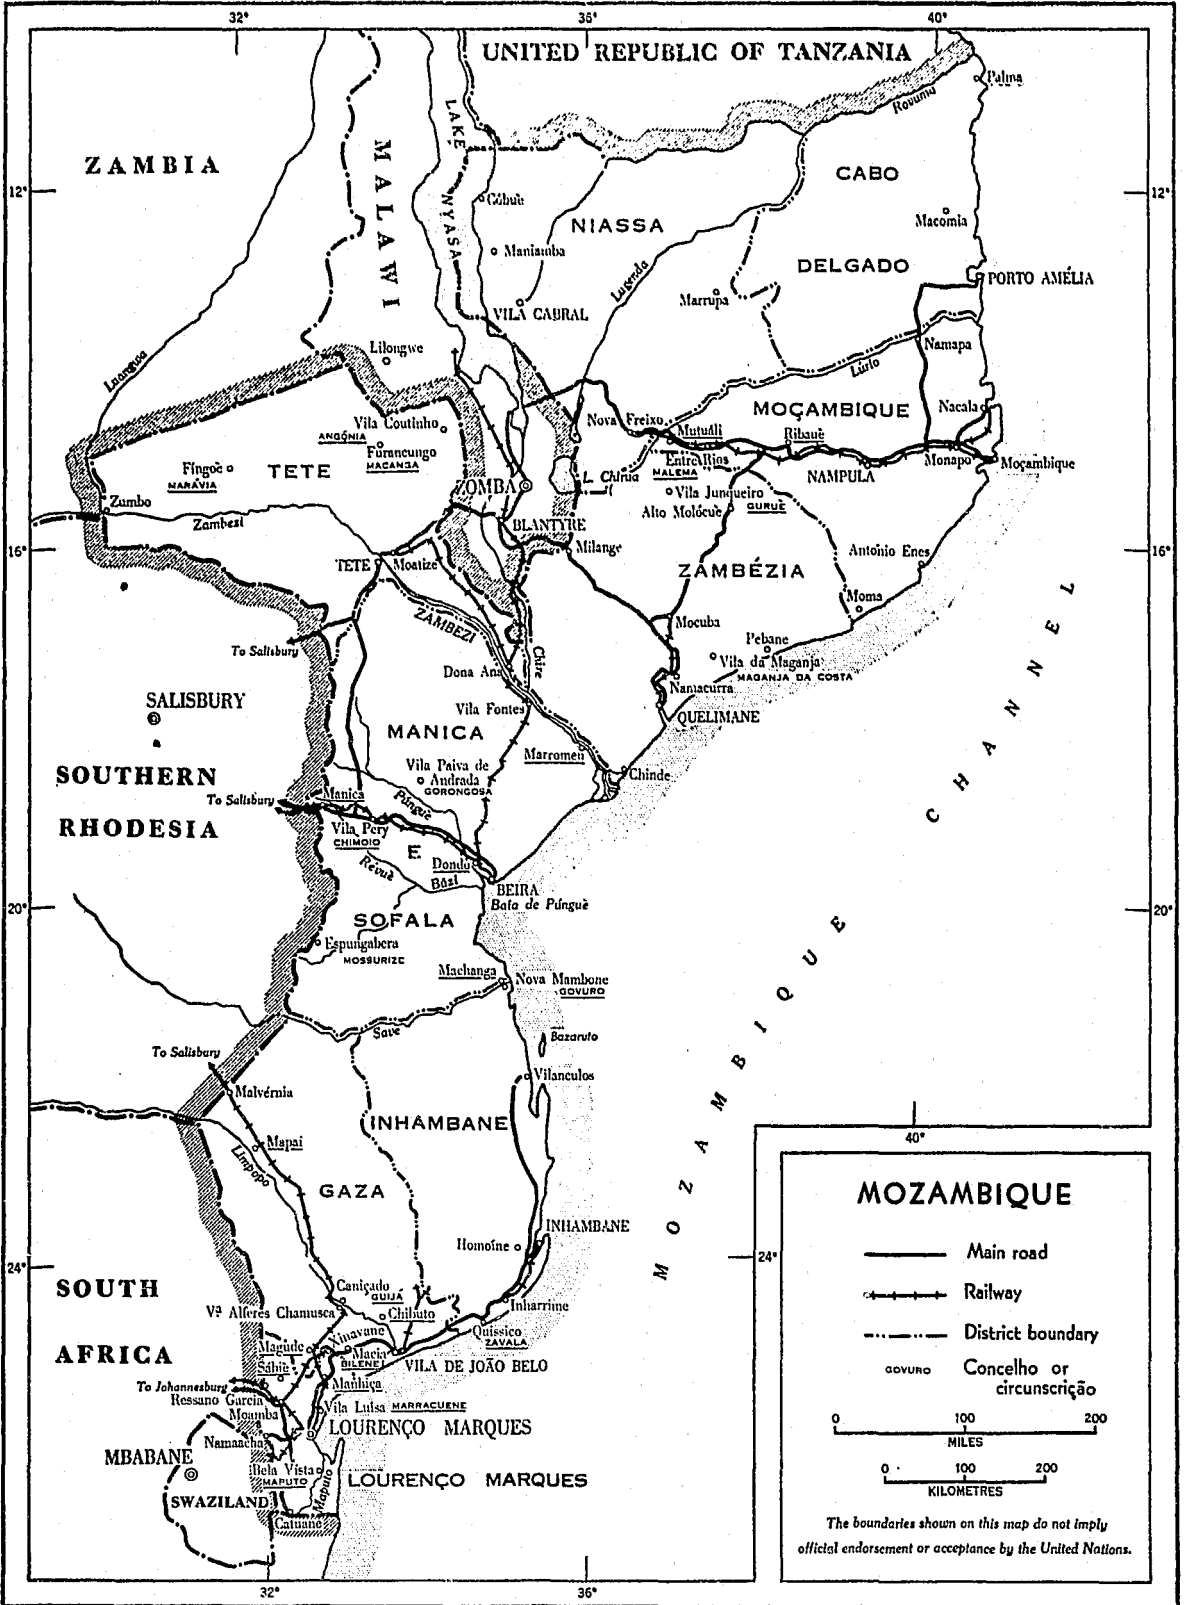 32°
36°
40°
UNITED REPUBLIC OF TANZANIA
Palma
Rovuma
LAKE NYASA
MALAWI
ZAMBIA
CABO
DELGADO
12°
12°
Cóbuè
Macomia
NIASSA
Maniamba
Lugenda
PORTO AMÉLIA
Marrupa
VILA CABRAL
Namapa
Lilongwe
Luangwa
Lúrio
MOÇAMBIQUE
Nacala
Vila Coutinho
ANGÓNIA
Furancungo
MACANGA
Nova Freixo
Mutuáli
Ribauè
Entre Rios
MALEMA
NAMPULA
Monapo
Moçambique
Fíngoè
MARÁVIA
TETE
ZOMBA
L. Chirua
Vila Junqueiro
GURUÈ
Alto Molócuè
Zumbo
Zambezi
BLANTYRE
Milange
António Enes
16°
16°
TETE
Moatize
ZAMBÉZIA
Moma
ZAMBEZI
Mocuba
Chire
Pebane
To Salisbury
Vila da Maganja
MAGANJA DA COSTA
Dona Ana
Namacurra
SALISBURY
Vila Fontes
QUELIMANE
MANICA
Marromeu
Chinde
Vila Paiva de
Andrada
GORONGOSA
SOUTHERN
RHODESIA
To Salisbury
Manica
Púnguè
Vila Pery
CHIMOIO
E
Dondo
Revuè
Búzi
BEIRA
Baía de Púnguè
20°
20°
SOFALA
Espungabera
MOSSURIZE
Machanga
Nova Mambone
GOVURO
Save
Bazaruto
To Salisbury
Vilanculos
Malvérnia
MOZAMBIQUE CHANNEL
INHAMBANE
Mapai
Limpopo
GAZA
40°
INHAMBANE
Homoíne
24°
24°
SOUTH
AFRICA
Caniçado
GUIJÁ
Vª Alferes Chamusca
Chibuto
Inharrime
Xinavane
Quissico
ZAVALA
Magude
Macia
BILENE
VILA DE JOÃO BELO
Sábiè
Manhiça
To Johannesburg
Ressano Garcia
Moamba
Vila Luísa
MARRACUENE
LOURENÇO MARQUES
Namaacha
MBABANE
Bela Vista
MAPUTO
Maputo
LOURENÇO MARQUES
SWAZILAND
Catuane
32°
36°
MOZAMBIQUE
Main road
Railway
District boundary
GOVURO
Concelho or
circunscrição
0 100 200
MILES
0 100 200
KILOMETRES
The boundaries shown on this map do not imply
official endorsement or acceptance by the United Nations.